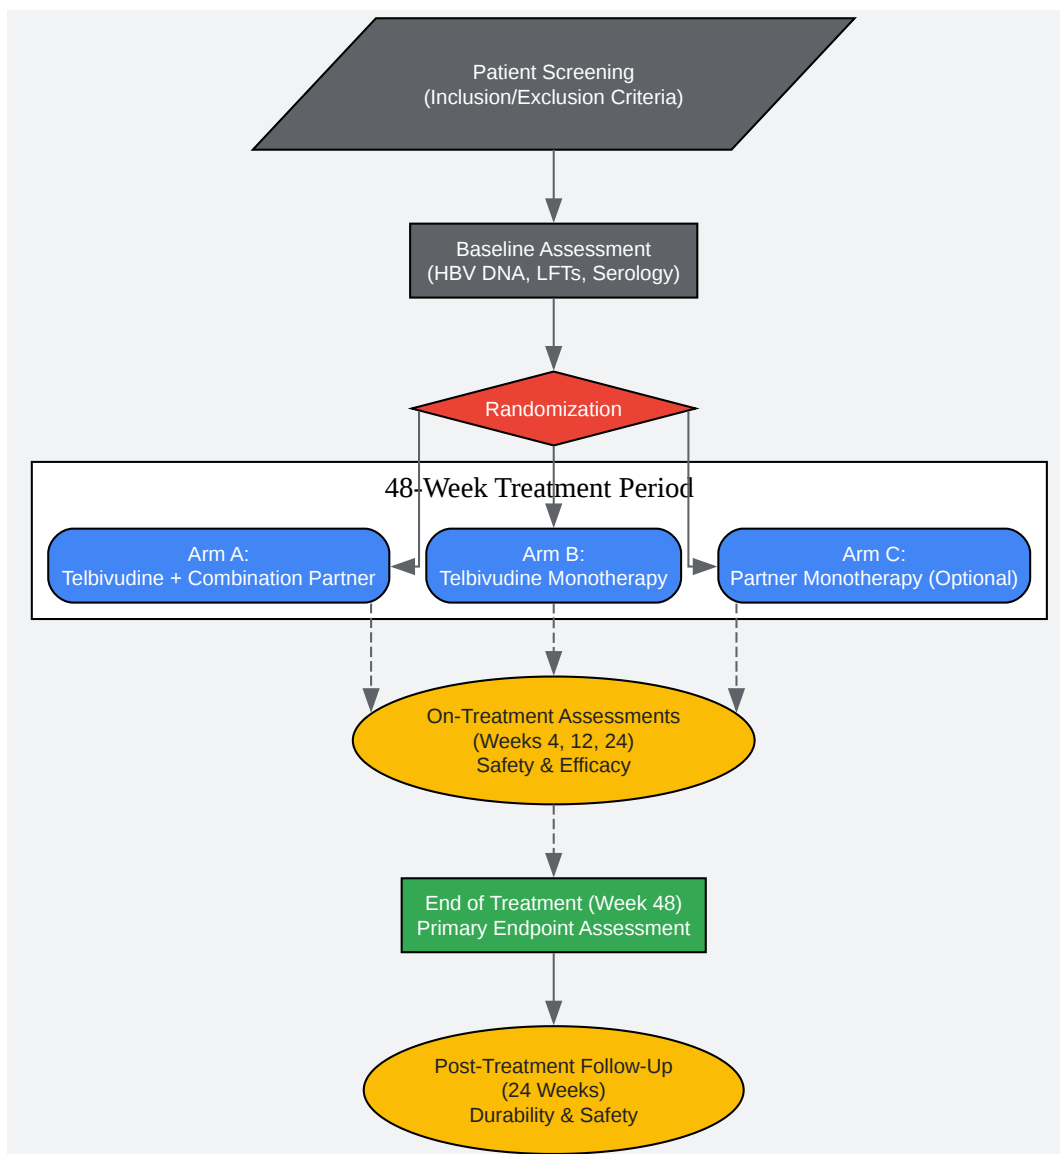 Patient Screening
(Inclusion/Exclusion Criteria)
Baseline Assessment
(HBV DNA, LFTs, Serology)
Randomization
48-Week Treatment Period
Arm A:
Telbivudine + Combination Partner
Arm B:
Telbivudine Monotherapy
Arm C:
Partner Monotherapy (Optional)
On-Treatment Assessments
(Weeks 4, 12, 24)
Safety & Efficacy
End of Treatment (Week 48)
Primary Endpoint Assessment
Post-Treatment Follow-Up
(24 Weeks)
Durability & Safety